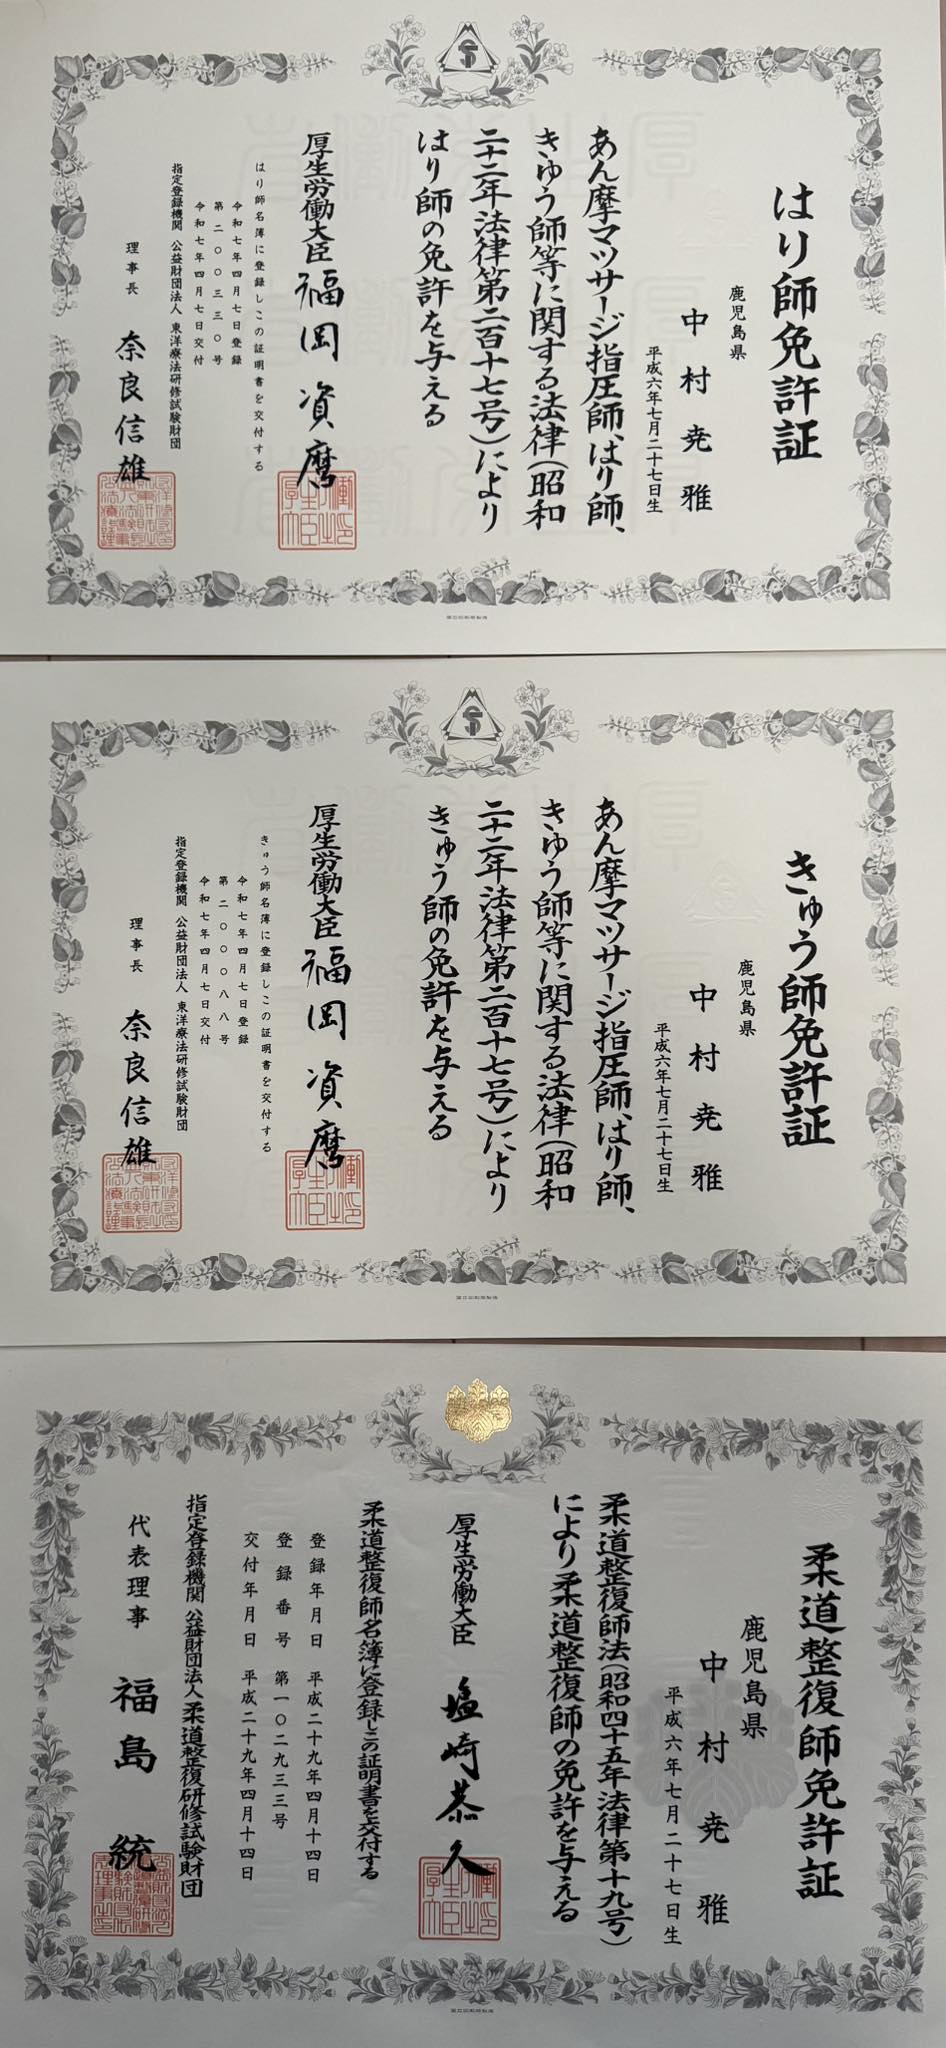 はり師免許証
鹿児島県
中村尭雅
平成六年七月二十七日生
あん摩マツサージ指圧師、はり師、
きゆう師等に関する法律(昭和
二十二年法律第二百十七号)により
はり師の免許を与える
厚生労働大臣 福岡資麿
はり師名簿に登録しこの証明書を交付する
令和七年四月七日登録
第二〇〇三三〇号
令和七年四月七日交付
指定登録機関 公益財団法人 東洋療法研修試験財団
理事長 奈良信雄
きゅう師免許証
鹿児島県
中村尭雅
平成六年七月二十七日生
あん摩マツサージ指圧師、はり師、
きゆう師等に関する法律(昭和
二十二年法律第二百十七号)により
きゅう師の免許を与える
厚生労働大臣 福岡資麿
きゅう師名簿に登録しこの証明書を交付する
令和七年四月七日登録
第二〇〇〇八八号
令和七年四月七日交付
指定登録機関 公益財団法人 東洋療法研修試験財団
理事長 奈良信雄
柔道整復師免許証
鹿児島県
中村尭雅
平成六年七月二十七日生
柔道整復師法(昭和四十五年法律第十九号)
により柔道整復師の免許を与える
厚生労働大臣 塩崎恭久
柔道整復師名簿に登録しこの証明書を交付する
登録年月日 平成二十九年四月十四日
登録番号 第一〇二九三三号
交付年月日 平成二十九年四月十四日
指定登録機関 公益財団法人 柔道整復研修試験財団
代表理事 福島統